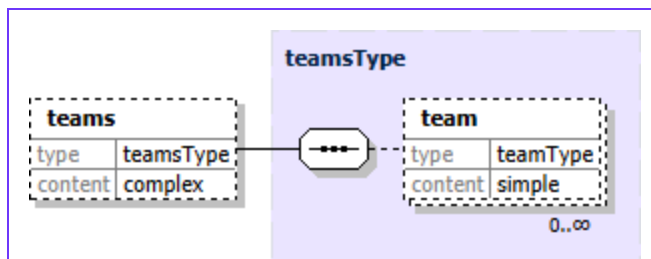 teamsType
teams
type teamsType
content complex
team
type teamType
content simple
0..∞